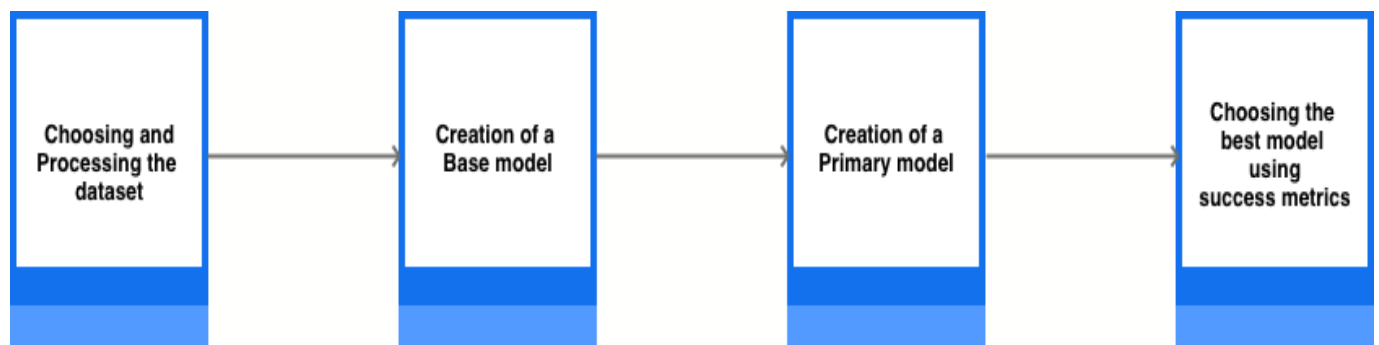 Choosing and
Processing the
dataset
Creation of a
Base model
Creation of a
Primary model
Choosing the
best model
using
success metrics